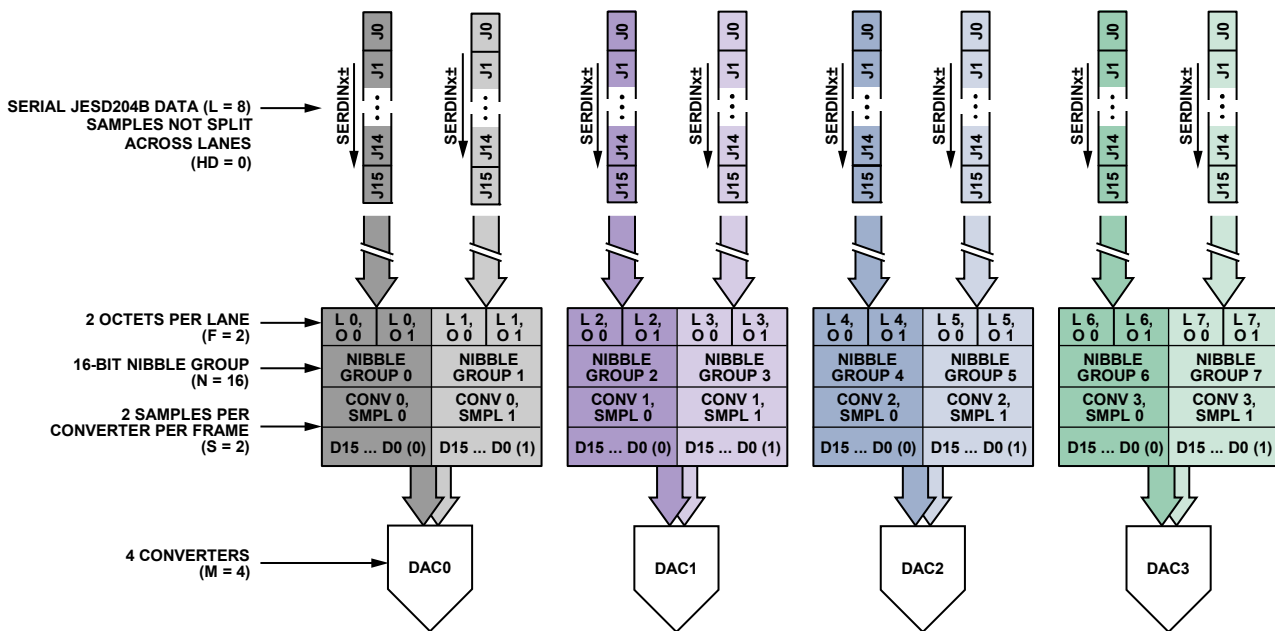 J0 J0 J0 J0 J0 J0 J0 J0
J1 J1 J1 J1 J1 J1 J1 J1
SERDINx± SERDINx± SERDINx± SERDINx± SERDINx± SERDINx± SERDINx± SERDINx±
SERIAL JESD204B DATA (L = 8)
SAMPLES NOT SPLIT
ACROSS LANES
(HD = 0)
J14 J14 J14 J14 J14 J14 J14 J14
J15 J15 J15 J15 J15 J15 J15 J15
2 OCTETS PER LANE
(F = 2)
L 0, L 0, L 1, L 1, L 2, L 2, L 3, L 3, L 4, L 4, L 5, L 5, L 6, L 6, L 7, L 7,
O 0 O 1 O 0 O 1 O 0 O 1 O 0 O 1 O 0 O 1 O 0 O 1 O 0 O 1 O 0 O 1
16-BIT NIBBLE GROUP
(N = 16)
NIBBLE NIBBLE NIBBLE NIBBLE NIBBLE NIBBLE NIBBLE NIBBLE
GROUP 0 GROUP 1 GROUP 2 GROUP 3 GROUP 4 GROUP 5 GROUP 6 GROUP 7
2 SAMPLES PER
CONVERTER PER FRAME
(S = 2)
CONV 0, CONV 0, CONV 1, CONV 1, CONV 2, CONV 2, CONV 3, CONV 3,
SMPL 0 SMPL 1 SMPL 0 SMPL 1 SMPL 0 SMPL 1 SMPL 0 SMPL 1
D15 ... D0 (0) D15 ... D0 (1) D15 ... D0 (0) D15 ... D0 (1) D15 ... D0 (0) D15 ... D0 (1) D15 ... D0 (0) D15 ... D0 (1)
4 CONVERTERS
(M = 4)
DAC0 DAC1 DAC2 DAC3